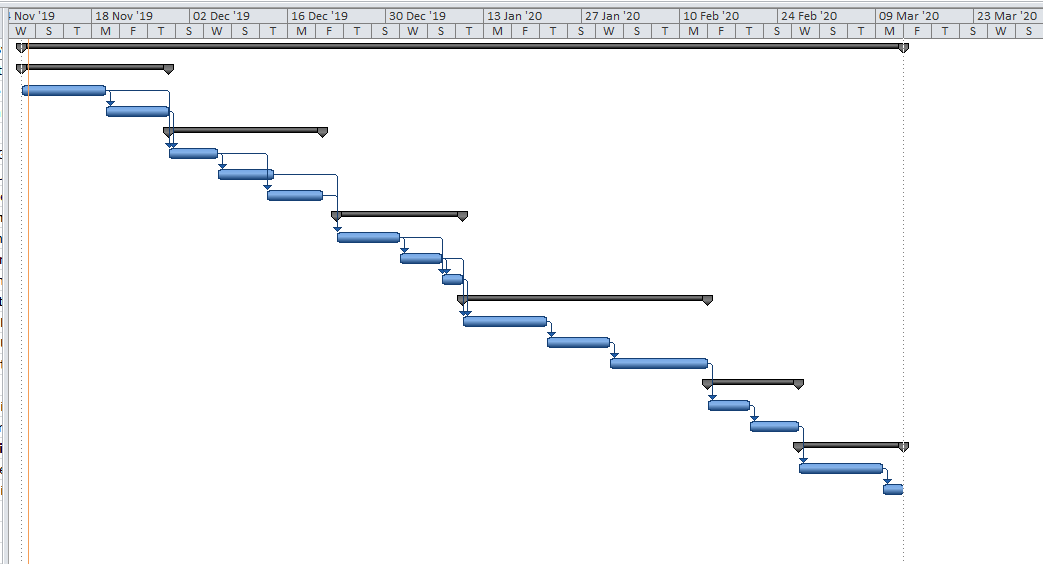 Nov '19 18 Nov '19 02 Dec '19 16 Dec '19 30 Dec '19 13 Jan '20 27 Jan '20 10 Feb '20 24 Feb '20 09 Mar '20 23 Mar '20
W S T M F T S W S T M F T S W S T M F T S W S T M F T S W S T M F T S W S